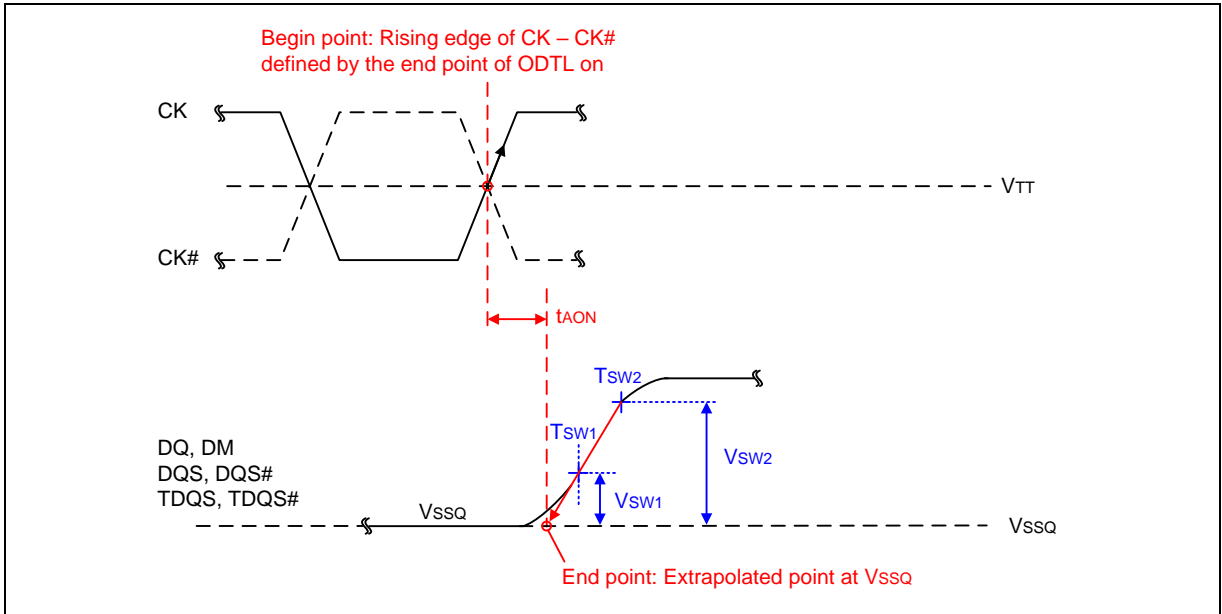 Begin point: Rising edge of CK – CK#
defined by the end point of ODTL on
CK
VTT
CK#
tAON
TSW2
TSW1
DQ, DM
DQS, DQS#
TDQS, TDQS#
VSW2
VSW1
VSSQ
VSSQ
End point: Extrapolated point at VSSQ